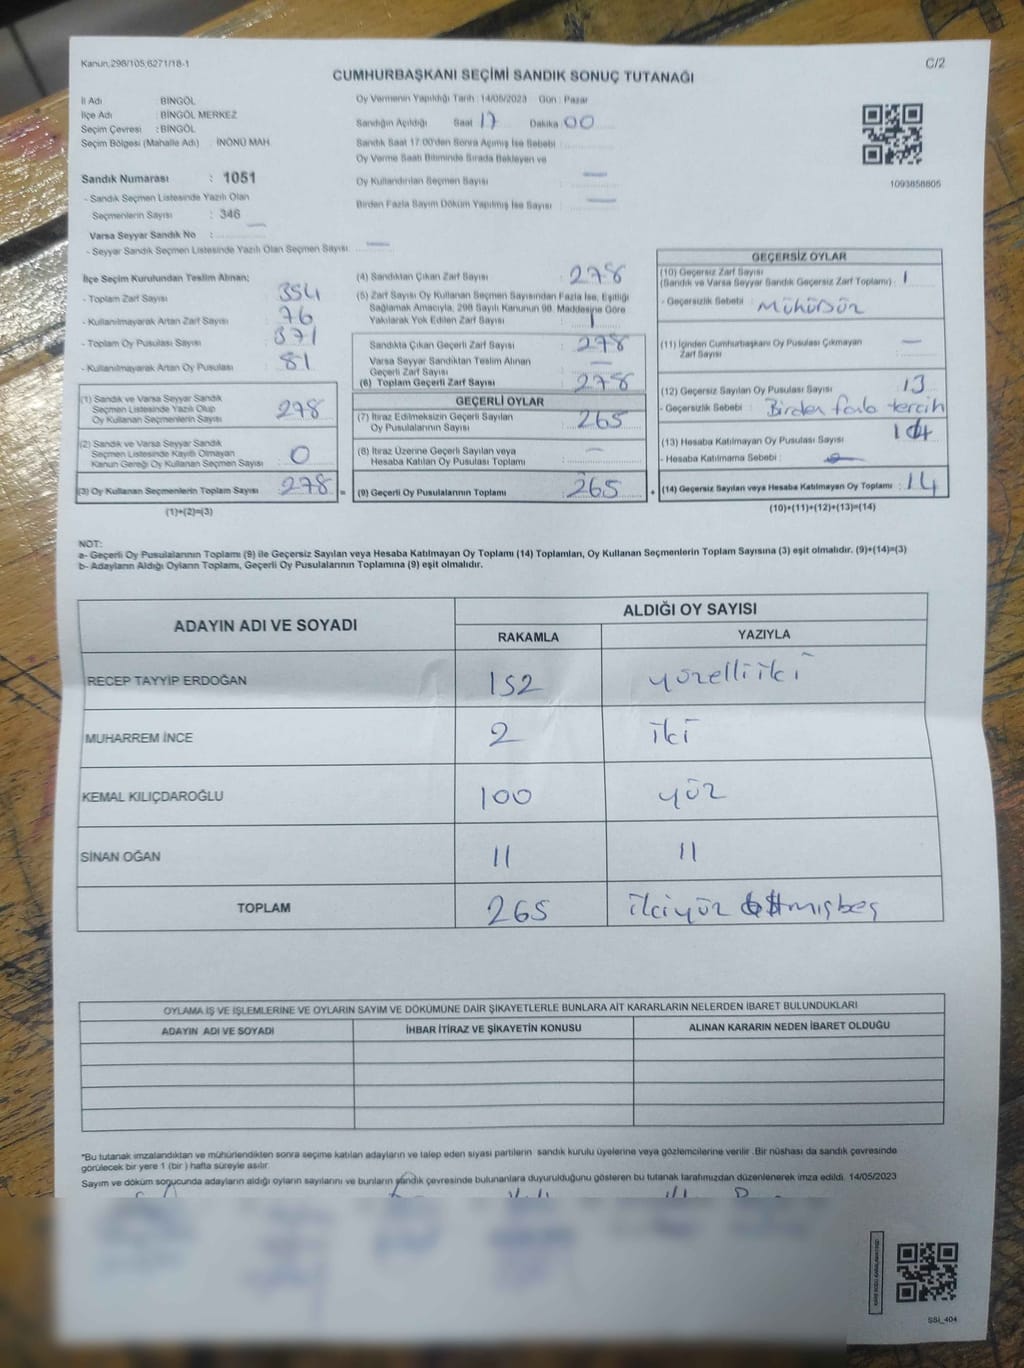 Kanun;298/105;6271/18-1
C/2
CUMHURBAŞKANI SEÇİMİ SANDIK SONUÇ TUTANAĞI
İl Adı BİNGÖL
İlçe Adı : BİNGÖL MERKEZ
Seçim Çevresi : BİNGÖL
Seçim Bölgesi (Mahalle Adı) : İNÖNÜ MAH.
Sandık Numarası : 1051
- Sandık Seçmen Listesinde Yazılı Olan
Seçmenlerin Sayısı : 346
Varsa Seyyar Sandık No :
- Seyyar Sandık Seçmen Listesinde Yazılı Olan Seçmen Sayısı:
Oy Vermenin Yapıldığı Tarih :14/05/2023 Gün : Pazar
Sandığın Açıldığı Saat 17 Dakika 00
Sandık Saat 17:00'den Sonra Açılmış İse Sebebi :
Oy Verme Saati Bitiminde Sırada Bekleyen ve
Oy Kullandırılan Seçmen Sayısı :
Birden Fazla Sayım Döküm Yapılmış İse Sayısı :
1093858805
İlçe Seçim Kurulundan Teslim Alınan;
- Toplam Zarf Sayısı : 354
- Kullanılmayarak Artan Zarf Sayısı : 76
- Toplam Oy Pusulası Sayısı : 371
- Kullanılmayarak Artan Oy Pusulası : 81
(1) Sandık ve Varsa Seyyar Sandık
Seçmen Listesinde Yazılı Olup
Oy Kullanan Seçmenlerin Sayısı : 278
(2) Sandık ve Varsa Seyyar Sandık
Seçmen Listesinde Kayıtlı Olmayan
Kanun Gereği Oy Kullanan Seçmen Sayısı : 0
(3) Oy Kullanan Seçmenlerin Toplam Sayısı : 278
(1)+(2)=(3)
=
(4) Sandıktan Çıkan Zarf Sayısı : 278
(5) Zarf Sayısı Oy Kullanan Seçmen Sayısından Fazla İse, Eşitliği
Sağlamak Amacıyla, 298 Sayılı Kanunun 98. Maddesine Göre
Yakılarak Yok Edilen Zarf Sayısı : 1
Sandıkta Çıkan Geçerli Zarf Sayısı : 278
Varsa Seyyar Sandıktan Teslim Alınan
Geçerli Zarf Sayısı :
(6) Toplam Geçerli Zarf Sayısı : 278
GEÇERLİ OYLAR
(7) İtiraz Edilmeksizin Geçerli Sayılan
Oy Pusulalarının Sayısı : 265
(8) İtiraz Üzerine Geçerli Sayılan veya
Hesaba Katılan Oy Pusulası Toplamı :
(9) Geçerli Oy Pusulalarının Toplamı : 265
+
GEÇERSİZ OYLAR
(10) Geçersiz Zarf Sayısı
(Sandık ve Varsa Seyyar Sandık Geçersiz Zarf Toplamı) : 1
- Geçersizlik Sebebi : Mühürsüz
(11) İçinden Cumhurbaşkanı Oy Pusulası Çıkmayan
Zarf Sayısı :
(12) Geçersiz Sayılan Oy Pusulası Sayısı : 13
- Geçersizlik Sebebi : Birden fazla tercih
(13) Hesaba Katılmayan Oy Pusulası Sayısı :
- Hesaba Katılmama Sebebi :
(14) Geçersiz Sayılan veya Hesaba Katılmayan Oy Toplamı : 14
(10)+(11)+(12)+(13)=(14)
NOT:
a- Geçerli Oy Pusulalarının Toplamı (9) ile Geçersiz Sayılan veya Hesaba Katılmayan Oy Toplamı (14) Toplamları, Oy Kullanan Seçmenlerin Toplam Sayısına (3) eşit olmalıdır. (9)+(14)=(3)
b- Adayların Aldığı Oyların Toplamı, Geçerli Oy Pusulalarının Toplamına (9) eşit olmalıdır.
ADAYIN ADI VE SOYADI ALDIĞI OY SAYISI
RAKAMLA YAZIYLA
RECEP TAYYİP ERDOĞAN 152 yüzelliiki
MUHARREM İNCE 2 iki
KEMAL KILIÇDAROĞLU 100 yüz
SİNAN OĞAN 11 11
TOPLAM 265 ikiyüz altmışbeş
OYLAMA İŞ VE İŞLEMLERİNE VE OYLARIN SAYIM VE DÖKÜMÜNE DAİR ŞİKAYETLERLE BUNLARA AİT KARARLARIN NELERDEN İBARET BULUNDUKLARI
ADAYIN ADI VE SOYADI İHBAR İTİRAZ VE ŞİKAYETİN KONUSU ALINAN KARARIN NEDEN İBARET OLDUĞU
"Bu tutanak imzalandıktan ve mühürlendikten sonra seçime katılan adayların ve talep eden siyasi partilerin sandık kurulu üyelerine veya gözlemcilerine verilir .Bir nüshası da sandık çevresinde
görülecek bir yere 1 (bir ) hafta süreyle asılır.
Sayım ve döküm sonucunda adayların aldığı oyların sayılarını ve bunların sandık çevresinde bulunanlara duyurulduğunu gösteren bu tutanak tarafımızdan düzenlenerek imza edildi. 14/05/2023
SSİ_404